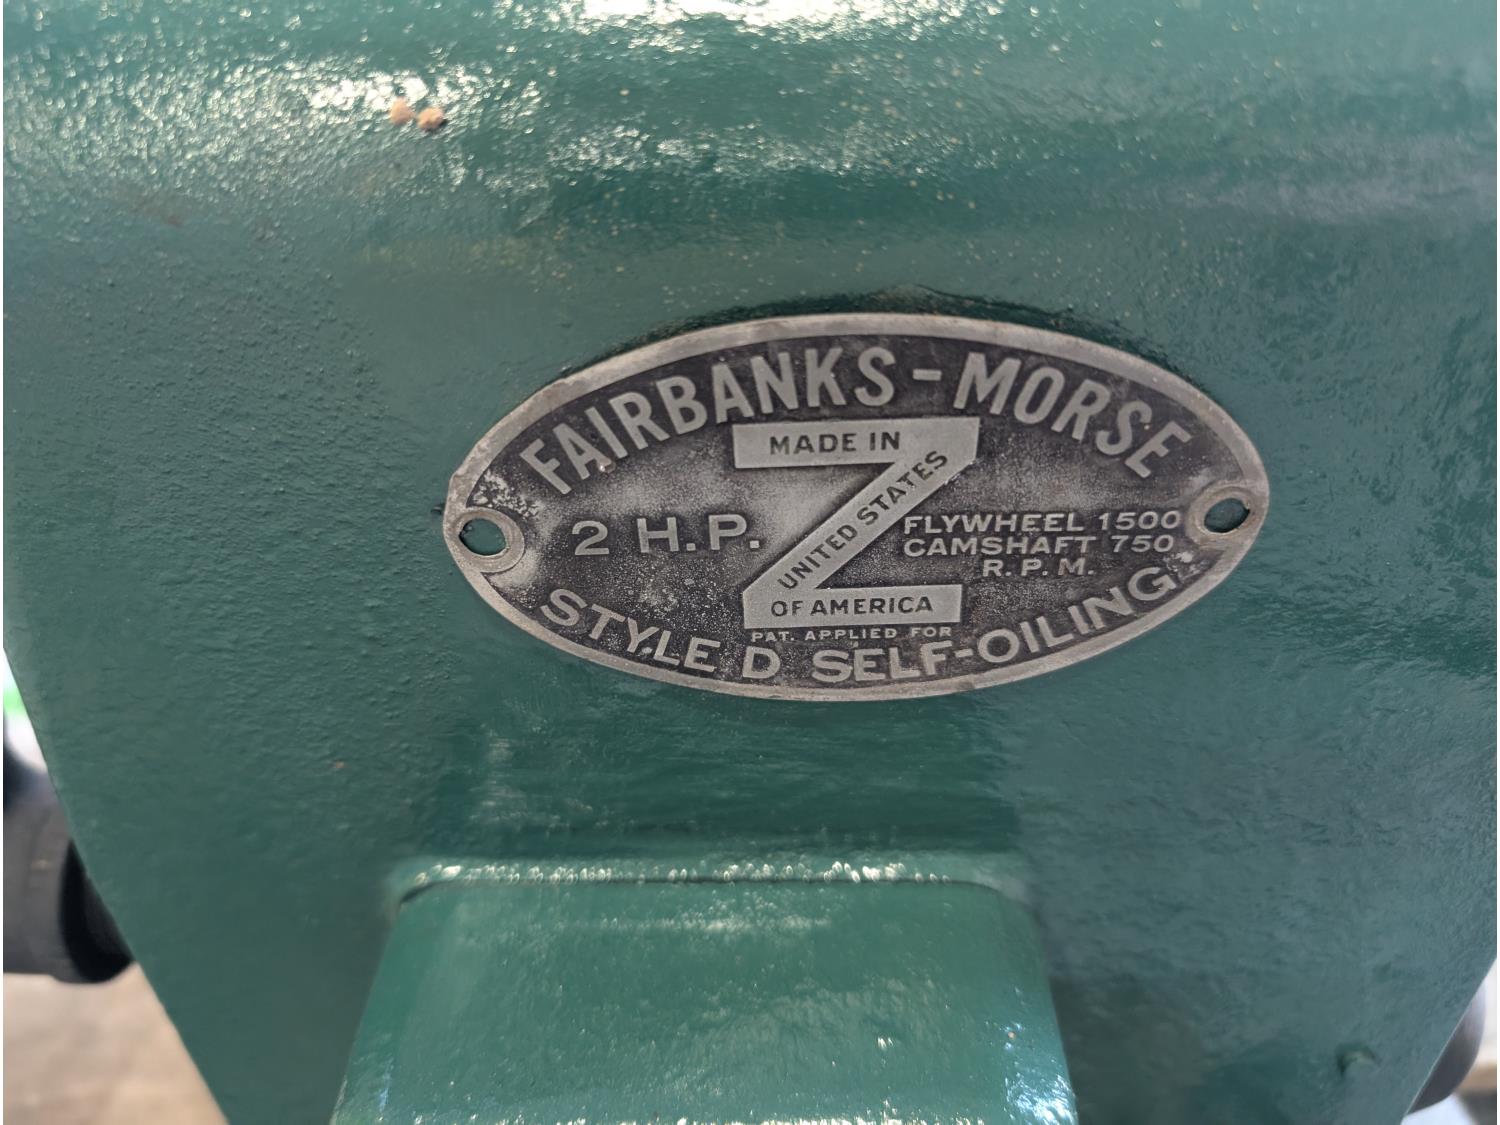 FAIRBANKS-MORSE
Z
MADE IN
UNITED STATES
OF AMERICA
2 H.P.
FLYWHEEL 1500
CAMSHAFT 750
R.P.M.
PAT. APPLIED FOR
STYLE D SELF-OILING